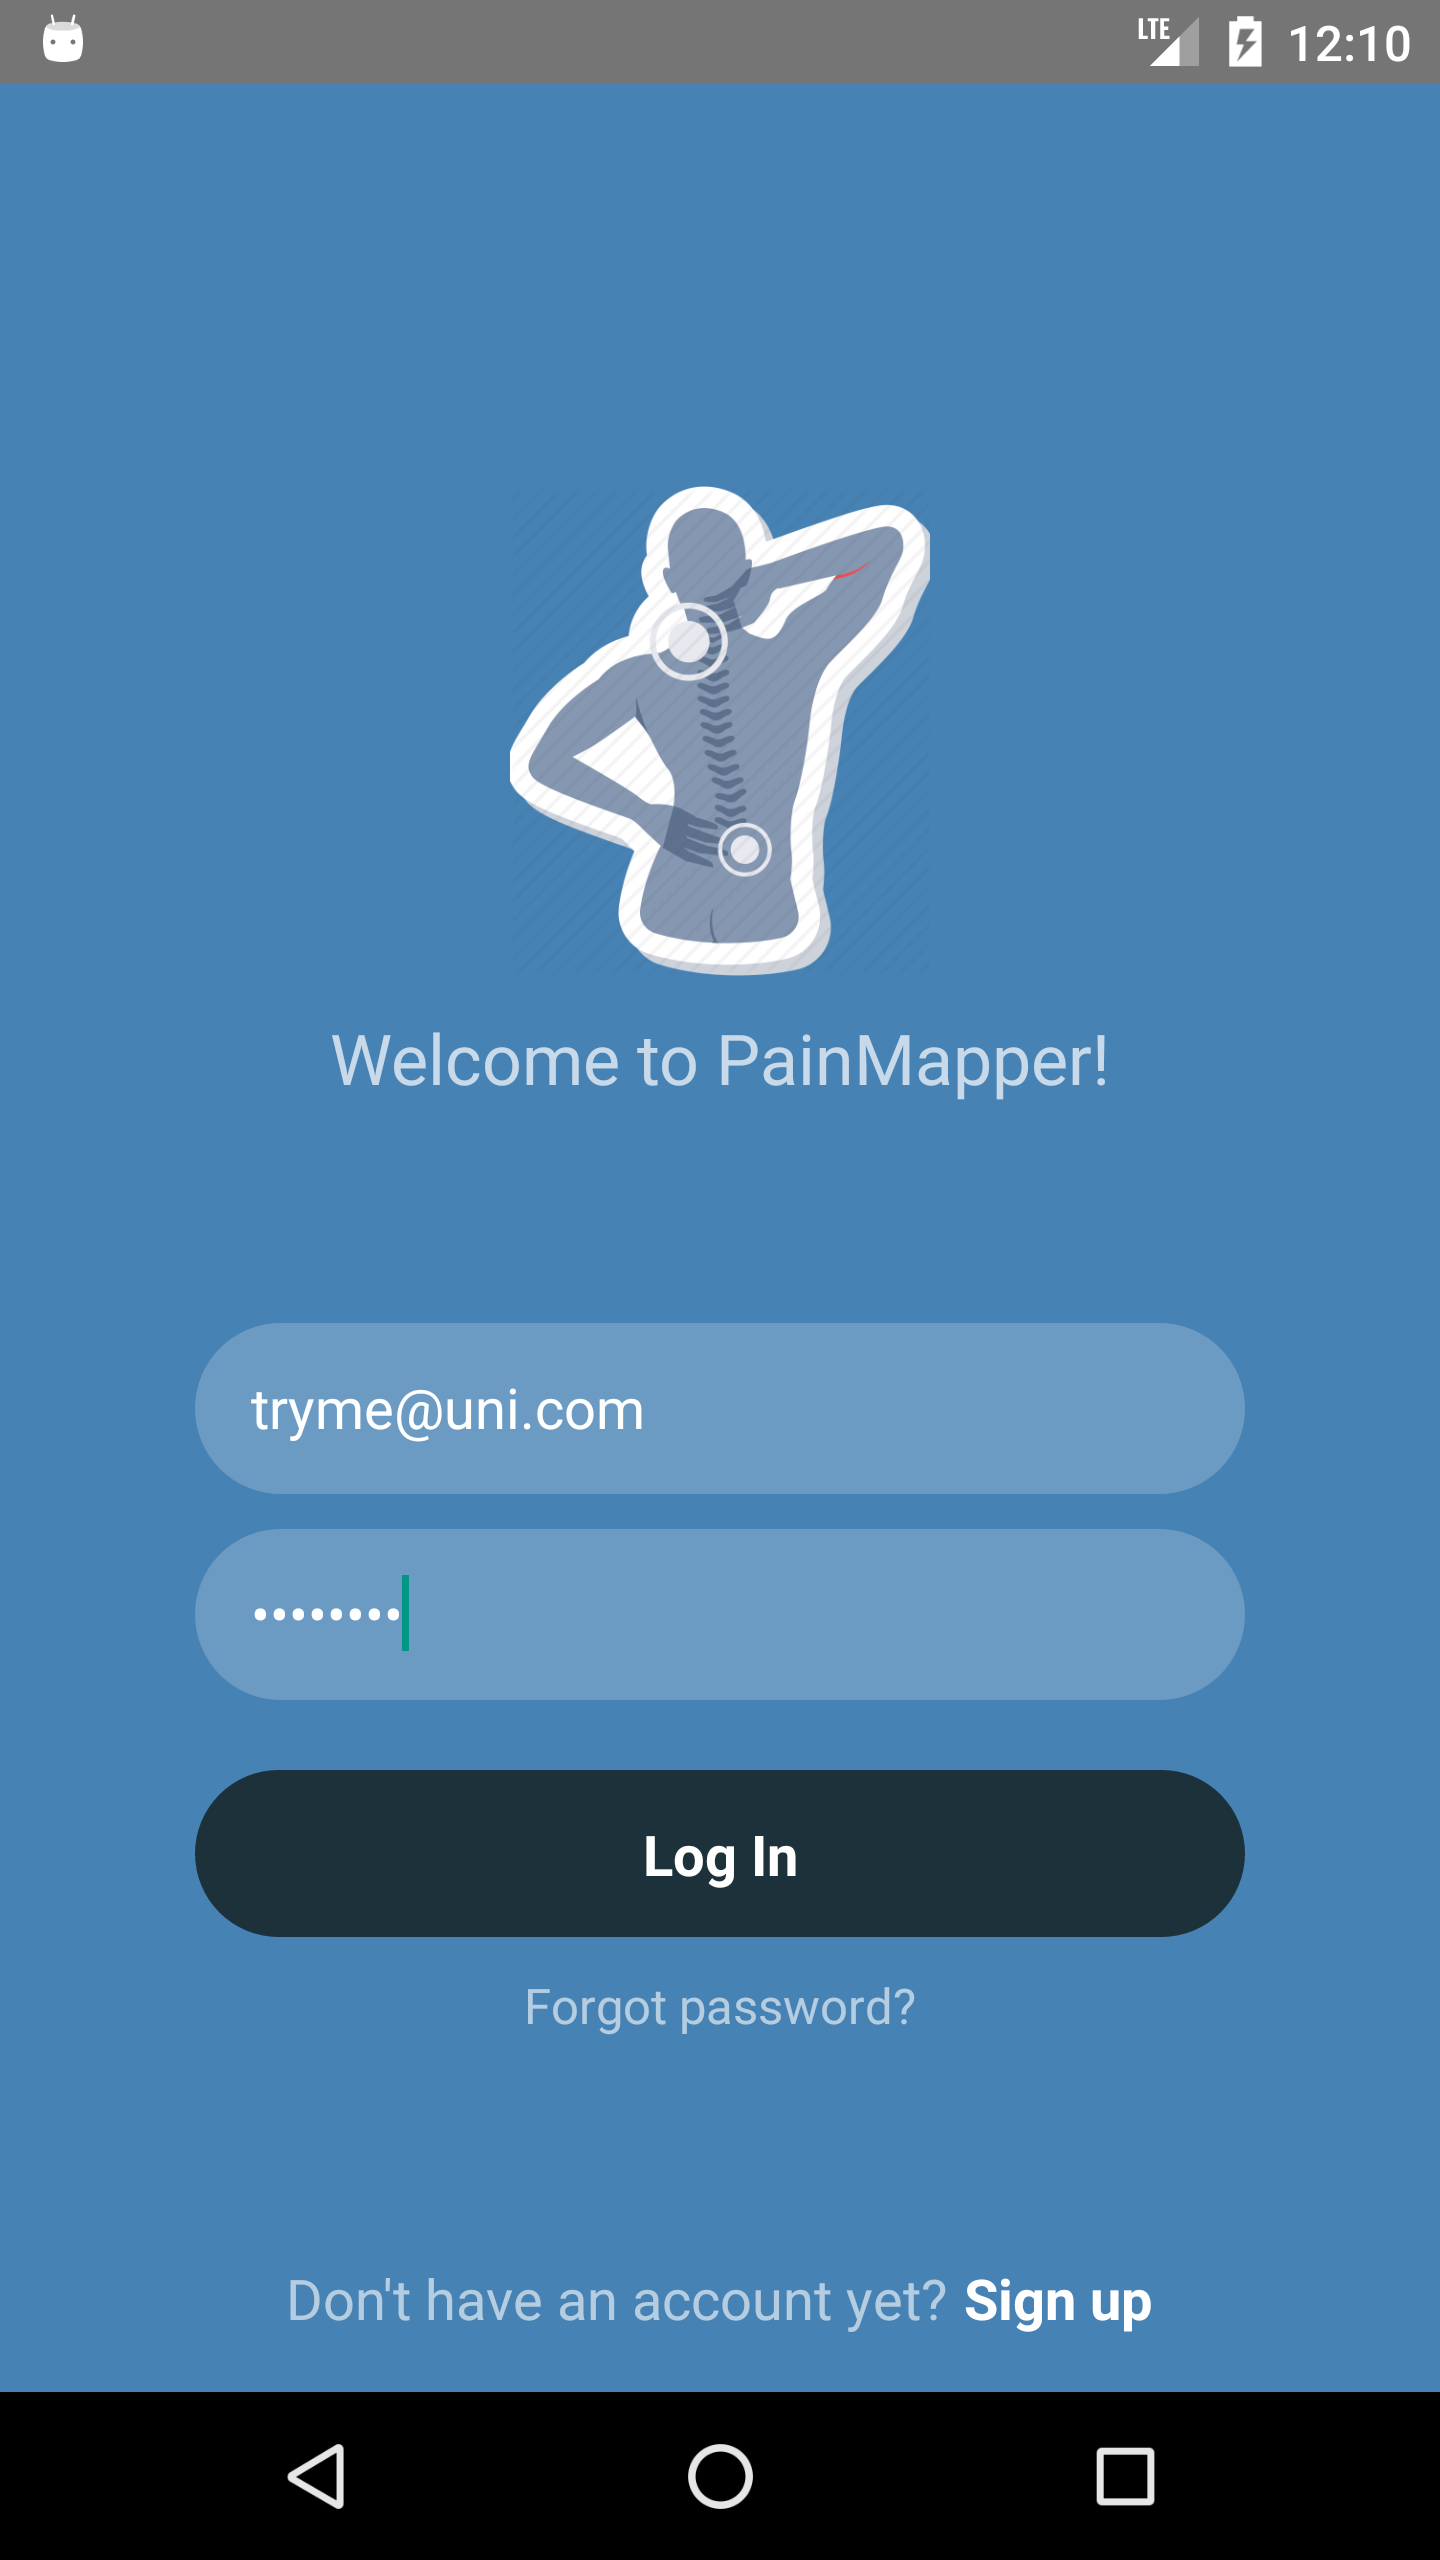 LTE 12:10
Welcome to PainMapper!
tryme@uni.com
••••••••
Log In
Forgot password?
Don't have an account yet? Sign up